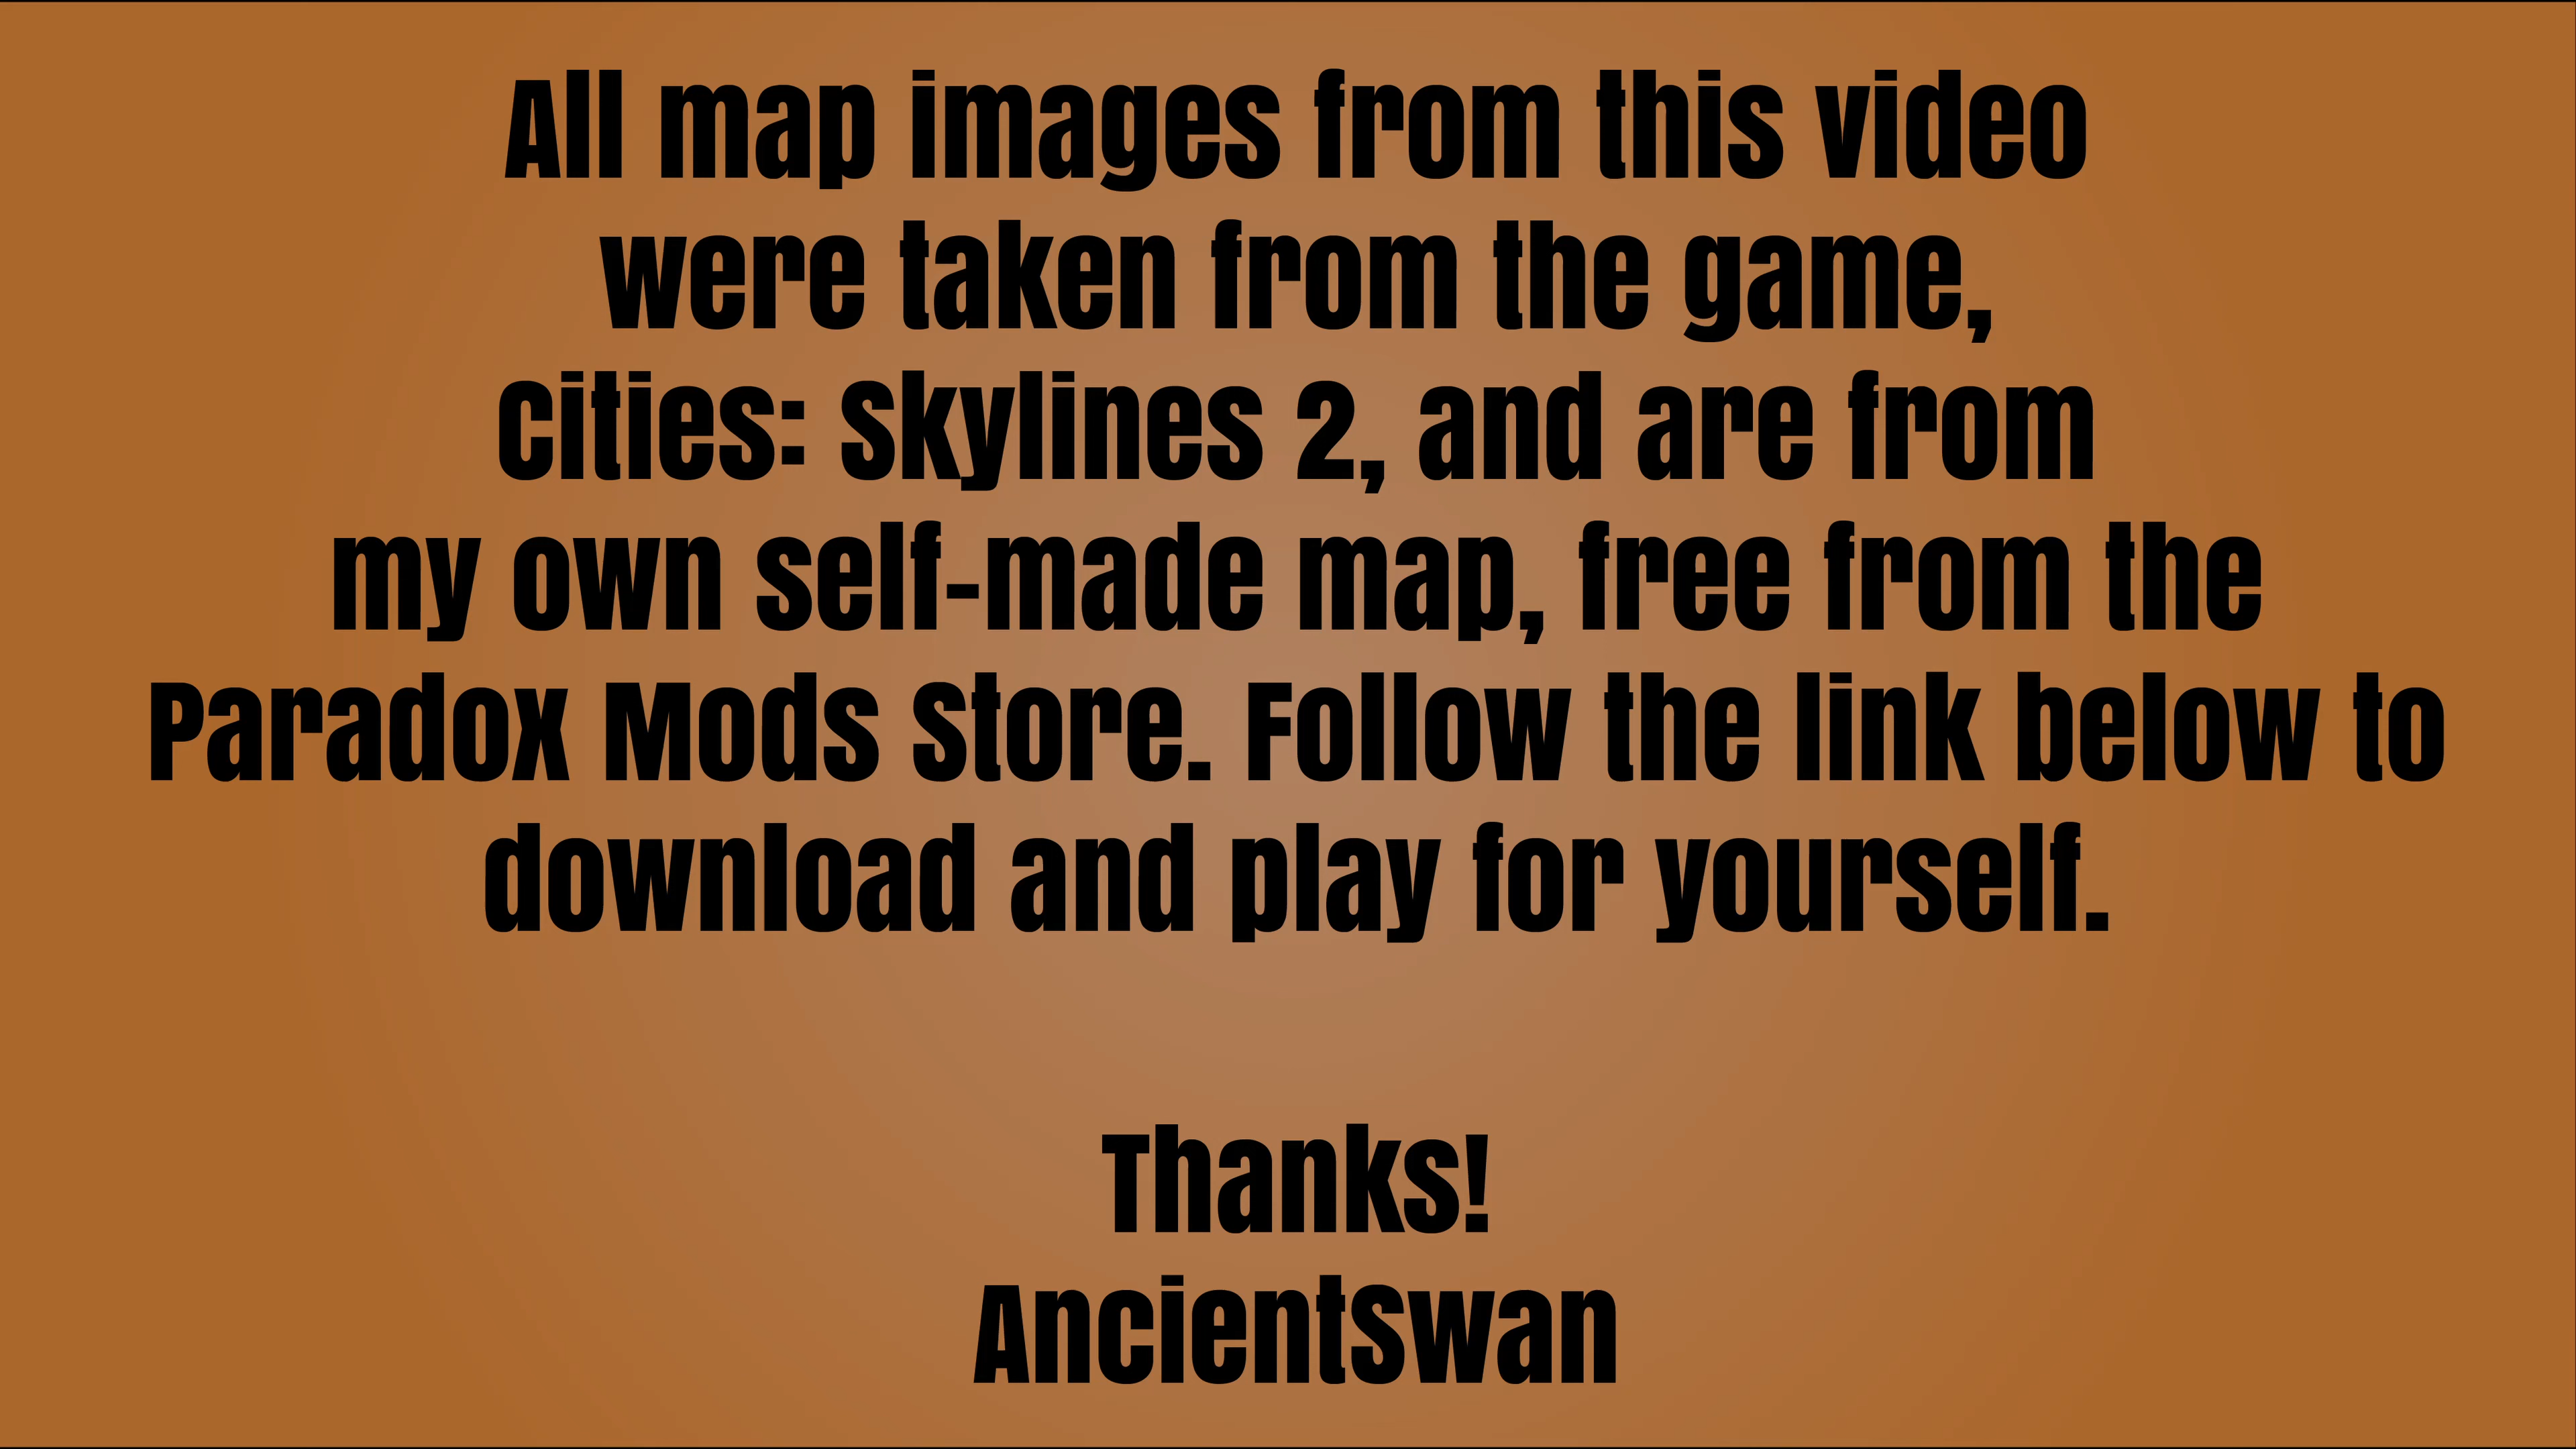 All map images from this video
were taken from the game,
Cities: Skylines 2, and are from
my own self-made map, free from the
Paradox Mods Store. Follow the link below to
download and play for yourself.
Thanks!
AncientSwan